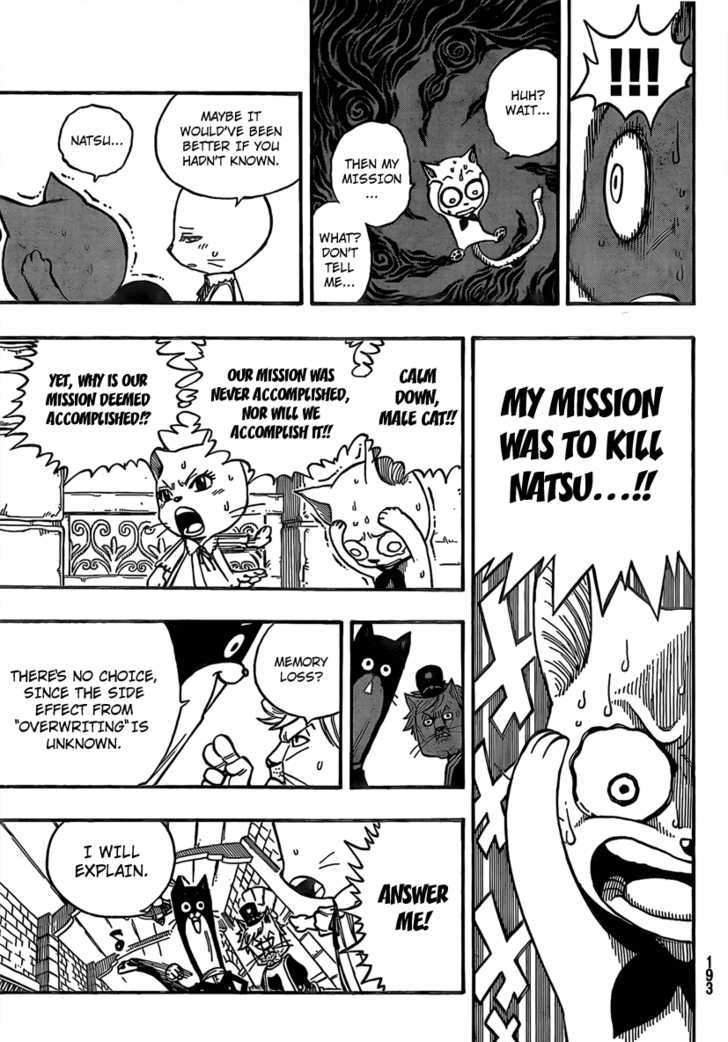 !!!
HUH?
WAIT...
THEN MY
MISSION
...
WHAT?
DON'T
TELL
ME...
MAYBE IT
WOULD'VE BEEN
BETTER IF YOU
HADN'T KNOWN.
NATSU...
MY MISSION
WAS TO KILL
NATSU...!!
CALM
DOWN,
MALE CAT!!
OUR MISSION WAS
NEVER ACCOMPLISHED,
NOR WILL WE
ACCOMPLISH IT!!
YET, WHY IS OUR
MISSION DEEMED
ACCOMPLISHED!?
MEMORY
LOSS?
THERE'S NO CHOICE,
SINCE THE SIDE
EFFECT FROM
"OVERWRITING" IS
UNKNOWN.
ANSWER
ME!
I WILL
EXPLAIN.
193